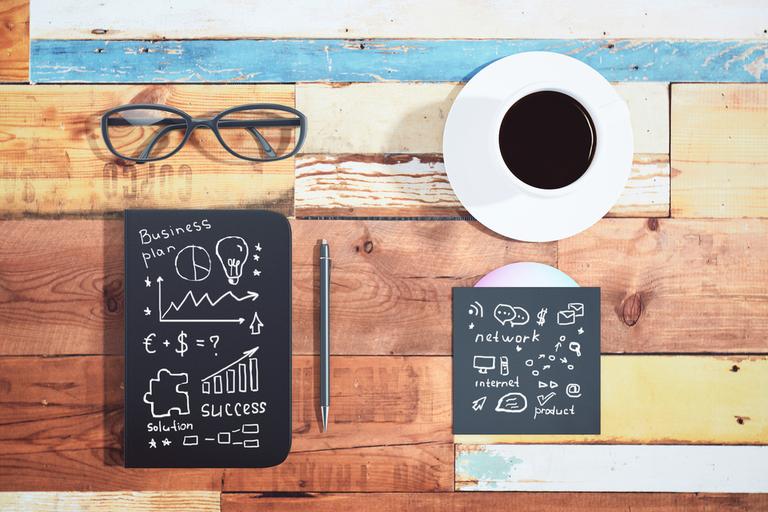 Business
plan
€ + $ = ?
SUCCESS
Solution
$
network
internet
@
product